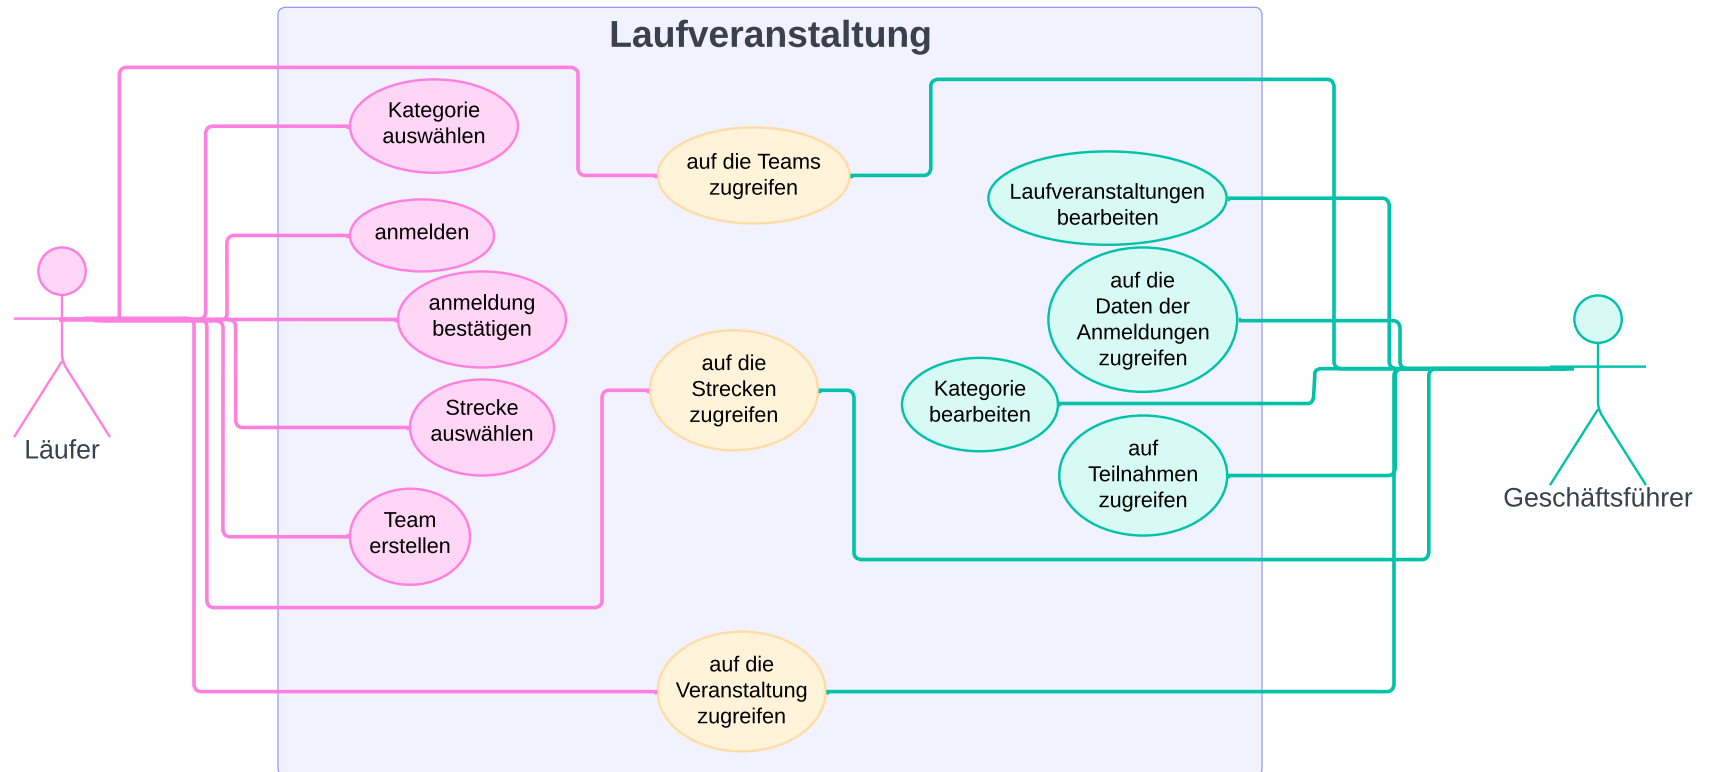 Laufveranstaltung
Kategorie
auswählen
anmelden
anmeldung
bestätigen
Strecke
auswählen
Team
erstellen
auf die Teams
zugreifen
auf die
Strecken
zugreifen
auf die
Veranstaltung
zugreifen
Laufveranstaltungen
bearbeiten
auf die
Daten der
Anmeldungen
zugreifen
Kategorie
bearbeiten
auf
Teilnahmen
zugreifen
Läufer
Geschäftsführer